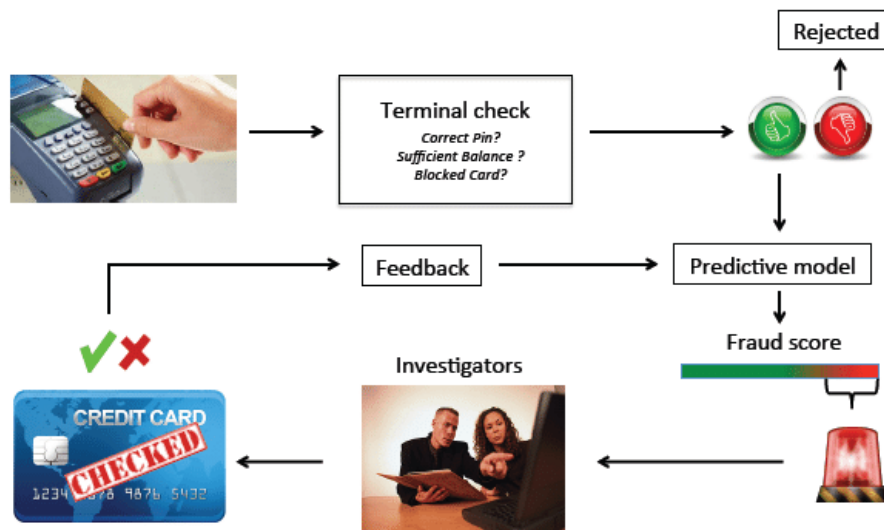 Rejected
Terminal check
Correct Pin?
Sufficient Balance ?
Blocked Card?
Feedback
Predictive model
Fraud score
Investigators
CREDIT CARD
CHECKED
9876 5432